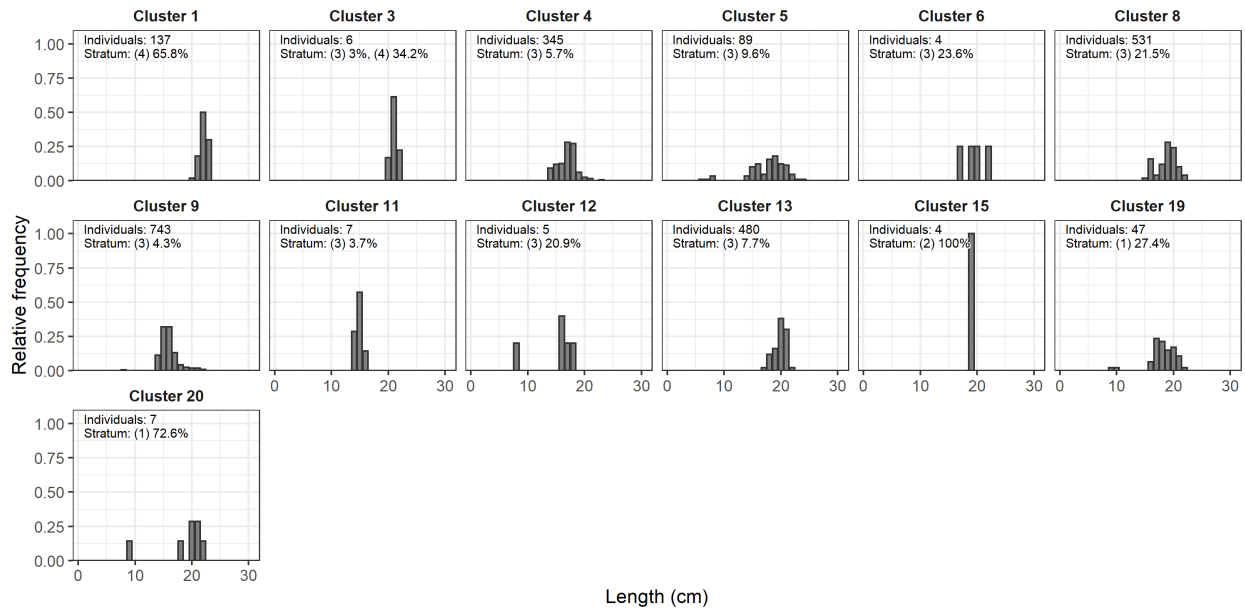 Cluster 1 Cluster 3 Cluster 4 Cluster 5 Cluster 6 Cluster 8
Individuals: 137
Stratum: (4) 65.8%
Individuals: 6
Stratum: (3) 3%, (4) 34.2%
Individuals: 345
Stratum: (3) 5.7%
Individuals: 89
Stratum: (3) 9.6%
Individuals: 4
Stratum: (3) 23.6%
Individuals: 531
Stratum: (3) 21.5%
1.00
0.75
0.50
0.25
0.00
Cluster 9 Cluster 11 Cluster 12 Cluster 13 Cluster 15 Cluster 19
Individuals: 743
Stratum: (3) 4.3%
Individuals: 7
Stratum: (3) 3.7%
Individuals: 5
Stratum: (3) 20.9%
Individuals: 480
Stratum: (3) 7.7%
Individuals: 4
Stratum: (2) 100%
Individuals: 47
Stratum: (1) 27.4%
1.00
0.75
0.50
0.25
0.00
Relative frequency
0 10 20 30 0 10 20 30 0 10 20 30 0 10 20 30 0 10 20 30
Cluster 20
Individuals: 7
Stratum: (1) 72.6%
1.00
0.75
0.50
0.25
0.00
0 10 20 30
Length (cm)